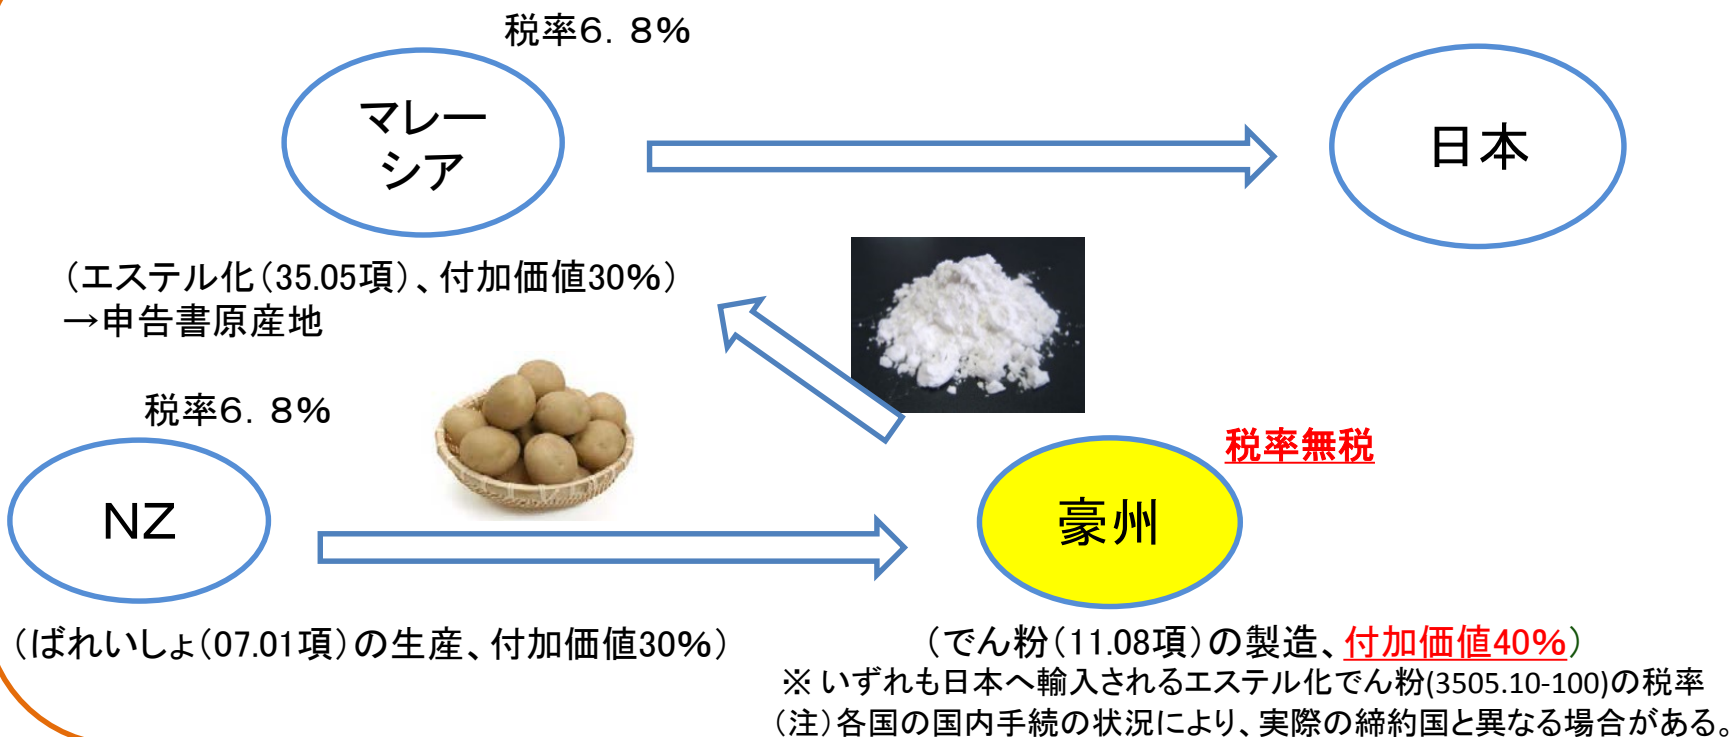 税率6．8%
マレー
シア
日本
（エステル化（35.05項）、付加価値30%）
→申告書原産地
税率6．8%
税率無税
NZ
豪州
（ばれいしょ（07.01項）の生産、付加価値30%）
（でん粉（11.08項）の製造、付加価値40%）
※いずれも日本へ輸入されるエステル化でん粉(3505.10-100)の税率
（注）各国の国内手続の状況により、実際の締約国と異なる場合がある。